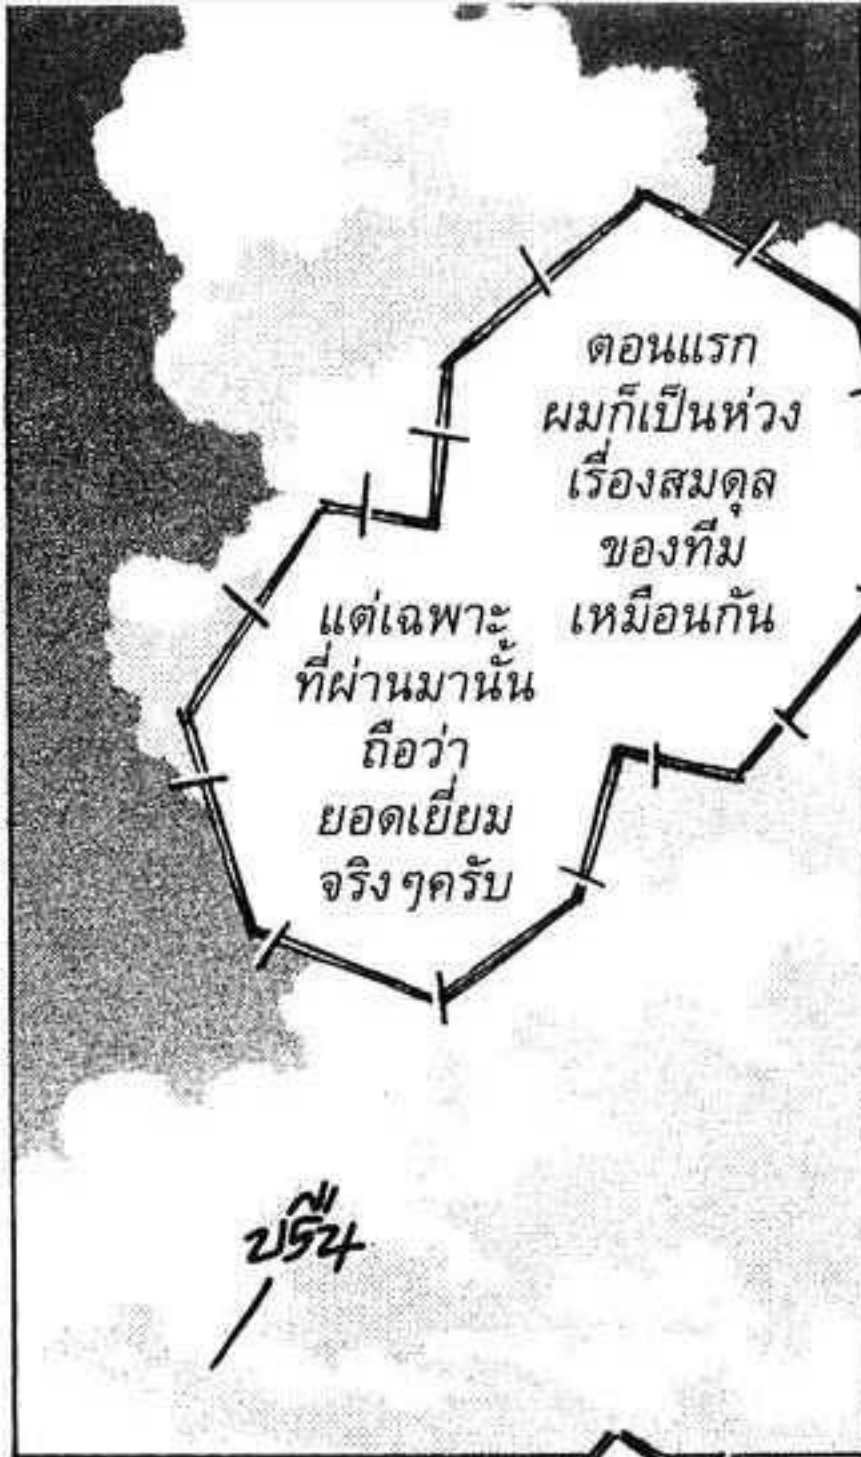 ตอนแรก
ผมก็เป็นห่วง
เรื่องสมดุล
ของทีม
เหมือนกัน
แต่เฉพาะ
ที่ผ่านมานั้น
ถือว่า
ยอดเยี่ยม
จริงๆครับ
ปรี๊น